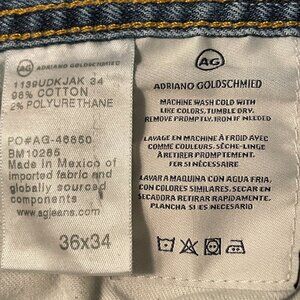 AG ADRIANO GOLDSCHMIED
1139UDKJAK 34
98% COTTON
2% POLYURETHANE
PO#AG-46850
BM10285
Made in Mexico of
imported fabric and
globally sourced
components
www.agjeans.com
36x34
AG
ADRIANO GOLDSCHMIED
MACHINE WASH COLD WITH
LIKE COLORS, TUMBLE DRY.
REMOVE PROMPTLY, IRON IF NEEDED
LAVAGE EN MACHINE À FROID AVEC
COMME COULEURS. SÈCHE-LINGE
À RETIRER PROMPTEMENT.
FER SI NÉCESSAIRE
LAVAR A MAQUINA CON AGUA FRIA,
CON COLORES SIMILARES. SECAR EN
SECADORA RETIRAR RAPIDAMENTE.
PLANCHA SI ES NECESARIO